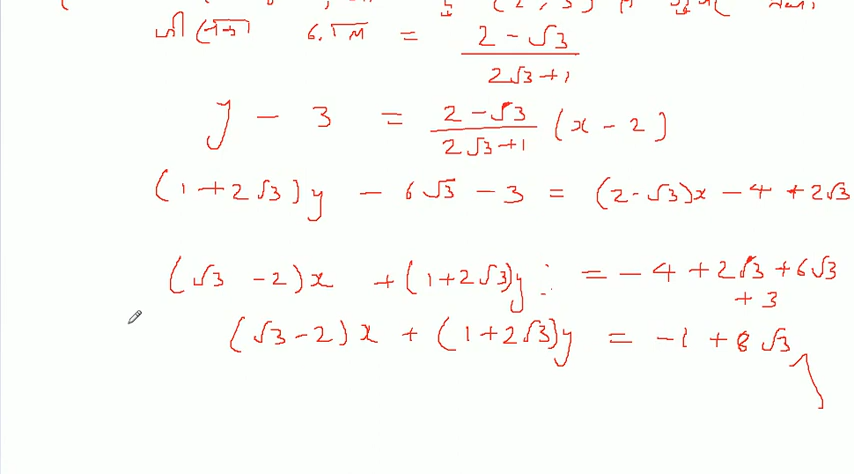 (2, 3)
= (2 - √3) / (2√3 + 1)
y - 3 = (2 - √3) / (2√3 + 1) (x - 2)
(1 + 2√3)y - 6√3 - 3 = (2 - √3)x - 4 + 2√3
(√3 - 2)x + (1 + 2√3)y = -4 + 2√3 + 6√3
+ 3
(√3 - 2)x + (1 + 2√3)y = -1 + 8√3